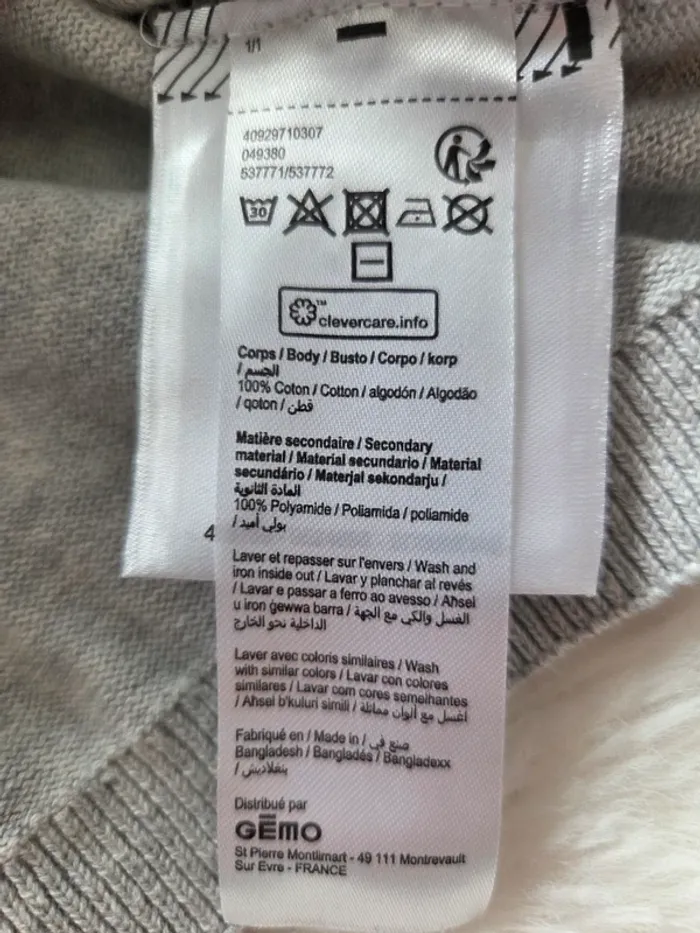 1/1
40929710307
049380
537771/537772
30
clevercare.info™
Corps / Body / Busto / Corpo / korp
/ الجسم
100% Coton / Cotton / algodón / Algodão
/ qoton / قطن
Matière secondaire / Secondary
material / Material secundario / Material
secundário / Materjal sekondarju /
المادة الثانوية
100% Polyamide / Poliamida / poliamide
/ بولي أميد
4
Laver et repasser sur l'envers / Wash and
iron inside out / Lavar y planchar al revés
/ Lavar e passar a ferro ao avesso / Aħsel
u iron ġewwa barra / الغسل والكي مع الجهة
الداخلية نحو الخارج
Laver avec coloris similaires / Wash
with similar colors / Lavar con colores
similares / Lavar com cores semelhantes
/ Aħsel b'kuluri simili / اغسل مع ألوان مماثلة
Fabriqué en / Made in / صنع في
Bangladesh / Bangladés / Bangladexx
/ بنغلاديش
Distribué par
GĒMO
St Pierre Montlimart - 49 111 Montrevault
Sur Evre - FRANCE